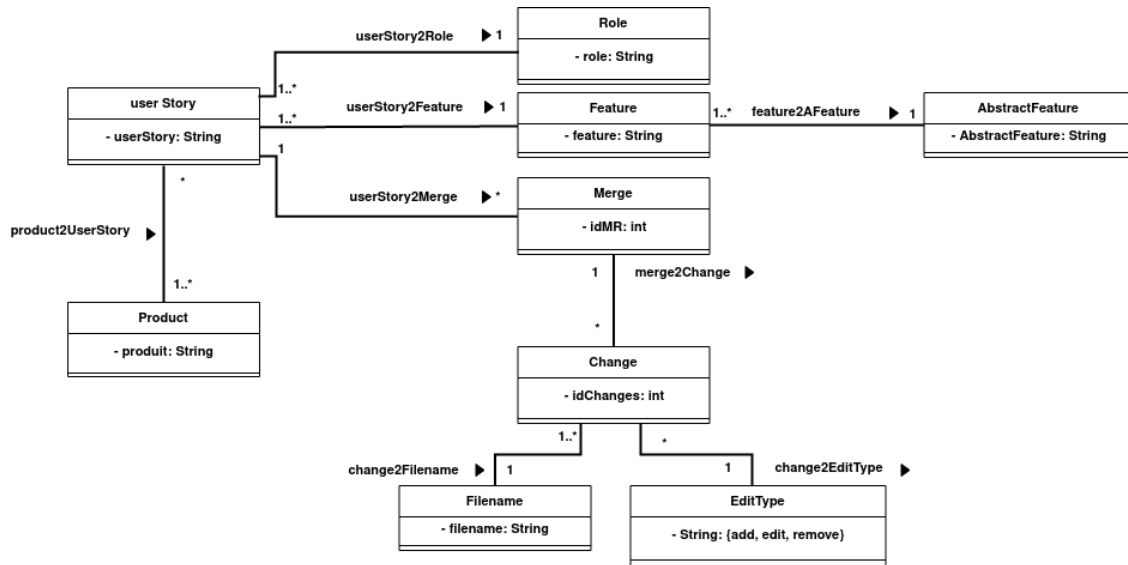 Role
userStory2Role
1
- role: String
1..*
user Story
- userStory: String
userStory2Feature
1
1..*
Feature
- feature: String
1..*
feature2AFeature
1
AbstractFeature
- AbstractFeature: String
1
userStory2Merge
*
Merge
- idMR: int
*
product2UserStory
1..*
1
merge2Change
*
Product
- produit: String
Change
- idChanges: int
1..*
*
change2Filename
1
1
change2EditType
Filename
- filename: String
EditType
- String: {add, edit, remove}